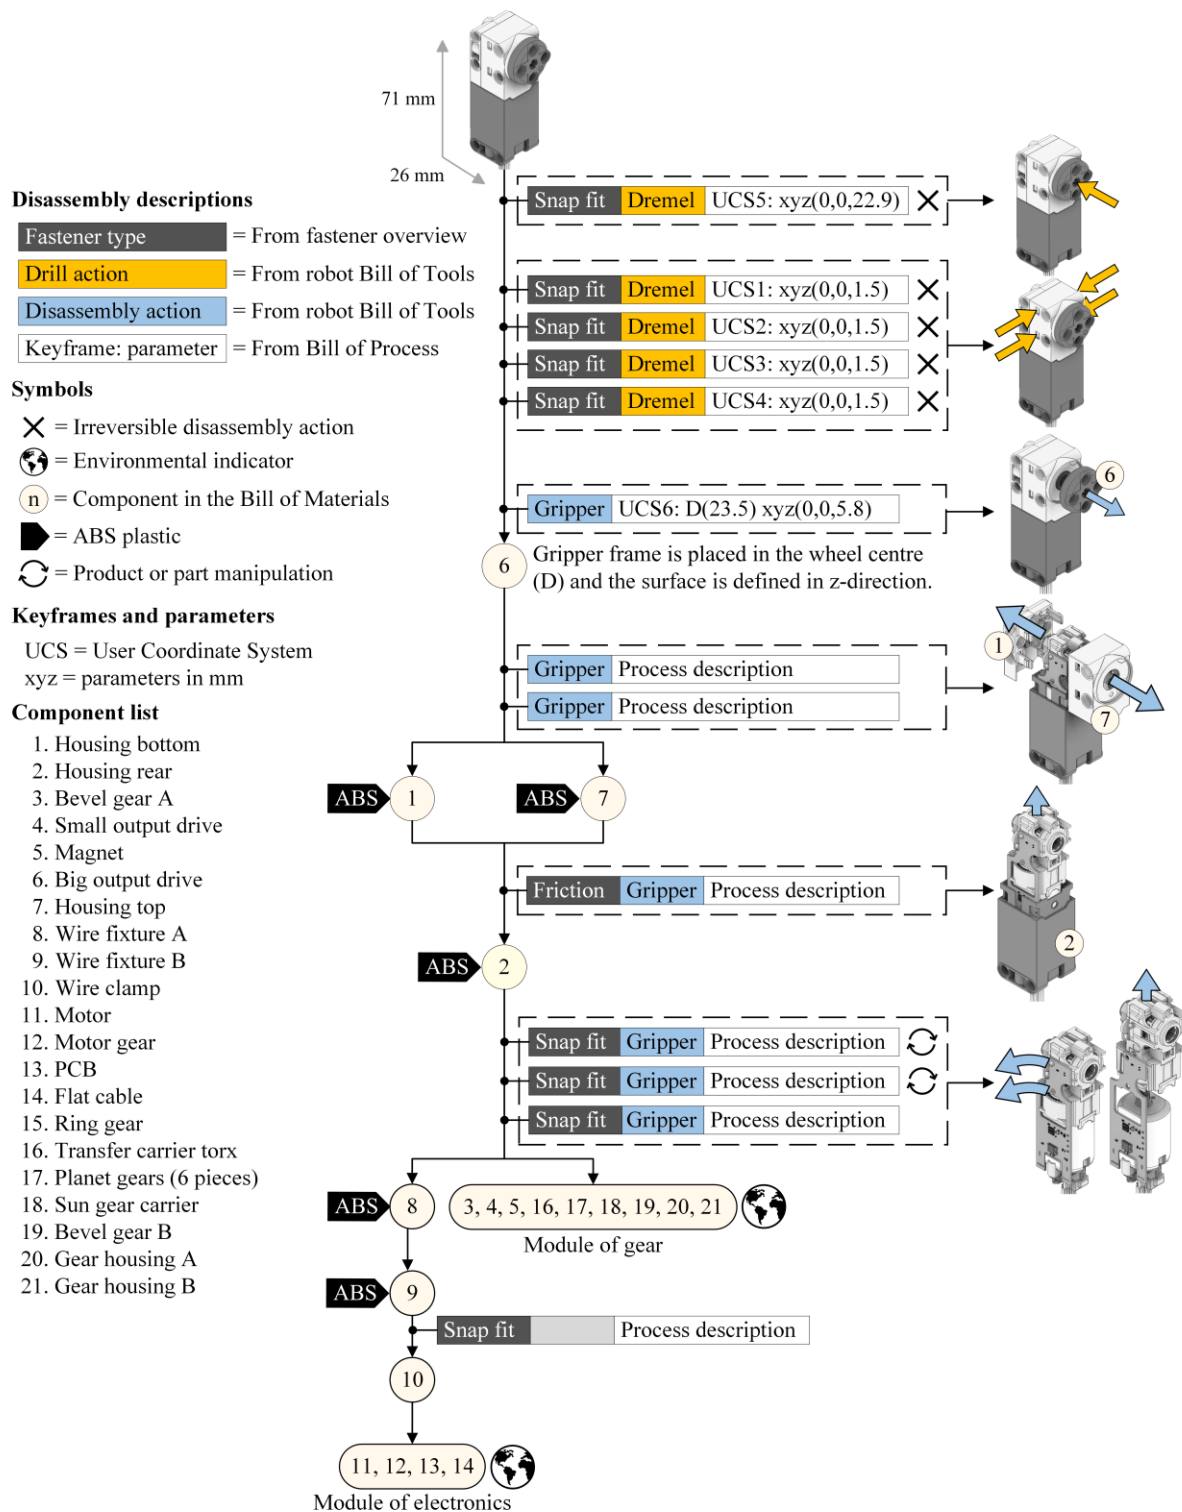 71 mm
26 mm
Disassembly descriptions
Fastener type = From fastener overview
Drill action = From robot Bill of Tools
Disassembly action = From robot Bill of Tools
Keyframe: parameter = From Bill of Process
Symbols
= Irreversible disassembly action
= Environmental indicator
n = Component in the Bill of Materials
= ABS plastic
= Product or part manipulation
Keyframes and parameters
UCS = User Coordinate System
xyz = parameters in mm
Component list
1. Housing bottom
2. Housing rear
3. Bevel gear A
4. Small output drive
5. Magnet
6. Big output drive
7. Housing top
8. Wire fixture A
9. Wire fixture B
10. Wire clamp
11. Motor
12. Motor gear
13. PCB
14. Flat cable
15. Ring gear
16. Transfer carrier torx
17. Planet gears (6 pieces)
18. Sun gear carrier
19. Bevel gear B
20. Gear housing A
21. Gear housing B
Snap fit Dremel UCS5: xyz(0,0,22.9)
Snap fit Dremel UCS1: xyz(0,0,1.5)
Snap fit Dremel UCS2: xyz(0,0,1.5)
Snap fit Dremel UCS3: xyz(0,0,1.5)
Snap fit Dremel UCS4: xyz(0,0,1.5)
Gripper UCS6: D(23.5) xyz(0,0,5.8)
6
6
Gripper frame is placed in the wheel centre
(D) and the surface is defined in z-direction.
Gripper Process description
Gripper Process description
1
7
ABS 1
ABS 7
Friction Gripper Process description
2
ABS 2
Snap fit Gripper Process description
Snap fit Gripper Process description
Snap fit Gripper Process description
ABS 8
3, 4, 5, 16, 17, 18, 19, 20, 21
Module of gear
ABS 9
Snap fit Process description
10
11, 12, 13, 14
Module of electronics